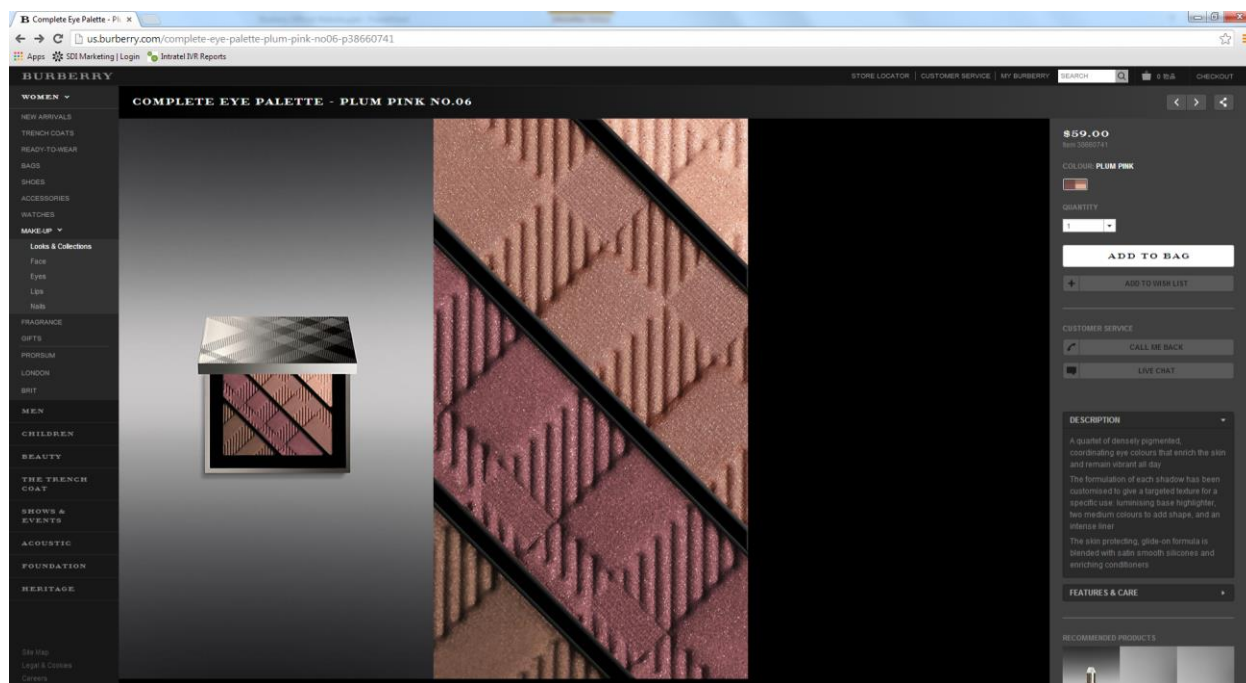 B Complete Eye Palette - Pl
us.burberry.com/complete-eye-palette-plum-pink-no06-p38660741
Apps SDI Marketing | Login Intratel IVR Reports
BURBERRY
STORE LOCATOR | CUSTOMER SERVICE | MY BURBERRY
SEARCH
0
CHECKOUT
WOMEN
NEW ARRIVALS
TRENCH COATS
READY-TO-WEAR
BAGS
SHOES
ACCESSORIES
WATCHES
MAKE-UP
Looks & Collections
Face
Eyes
Lips
Nails
FRAGRANCE
GIFTS
PRORSUM
LONDON
BRIT
MEN
CHILDREN
BEAUTY
THE TRENCH
COAT
SHOWS &
EVENTS
ACOUSTIC
FOUNDATION
HERITAGE
Site Map
Legal & Cookies
Careers
COMPLETE EYE PALETTE - PLUM PINK NO.06
$59.00
Item 38660741
COLOUR: PLUM PINK
QUANTITY
1
ADD TO BAG
+ ADD TO WISH LIST
CUSTOMER SERVICE
CALL ME BACK
LIVE CHAT
DESCRIPTION
A quartet of densely pigmented,
coordinating eye colours that enrich the skin
and remain vibrant all day
The formulation of each shadow has been
customised to give a targeted texture for a
specific use: luminising base highlighter,
two medium colours to add shape, and an
intense liner
The skin protecting, glide-on formula is
blended with satin smooth silicones and
enriching conditioners
FEATURES & CARE
RECOMMENDED PRODUCTS